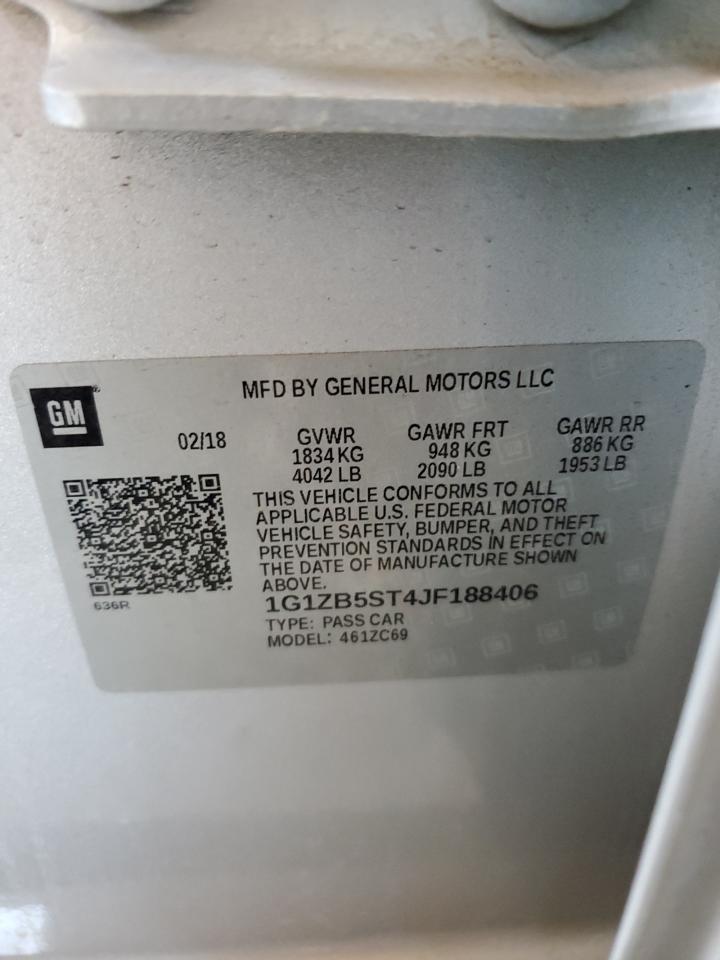 MFD BY GENERAL MOTORS LLC
GM
02/18
GVWR
1834 KG
4042 LB
GAWR FRT
948 KG
2090 LB
GAWR RR
886 KG
1953 LB
THIS VEHICLE CONFORMS TO ALL
APPLICABLE U.S. FEDERAL MOTOR
VEHICLE SAFETY, BUMPER, AND THEFT
PREVENTION STANDARDS IN EFFECT ON
THE DATE OF MANUFACTURE SHOWN
ABOVE.
636R
1G1ZB5ST4JF188406
TYPE: PASS CAR
MODEL: 461ZC69